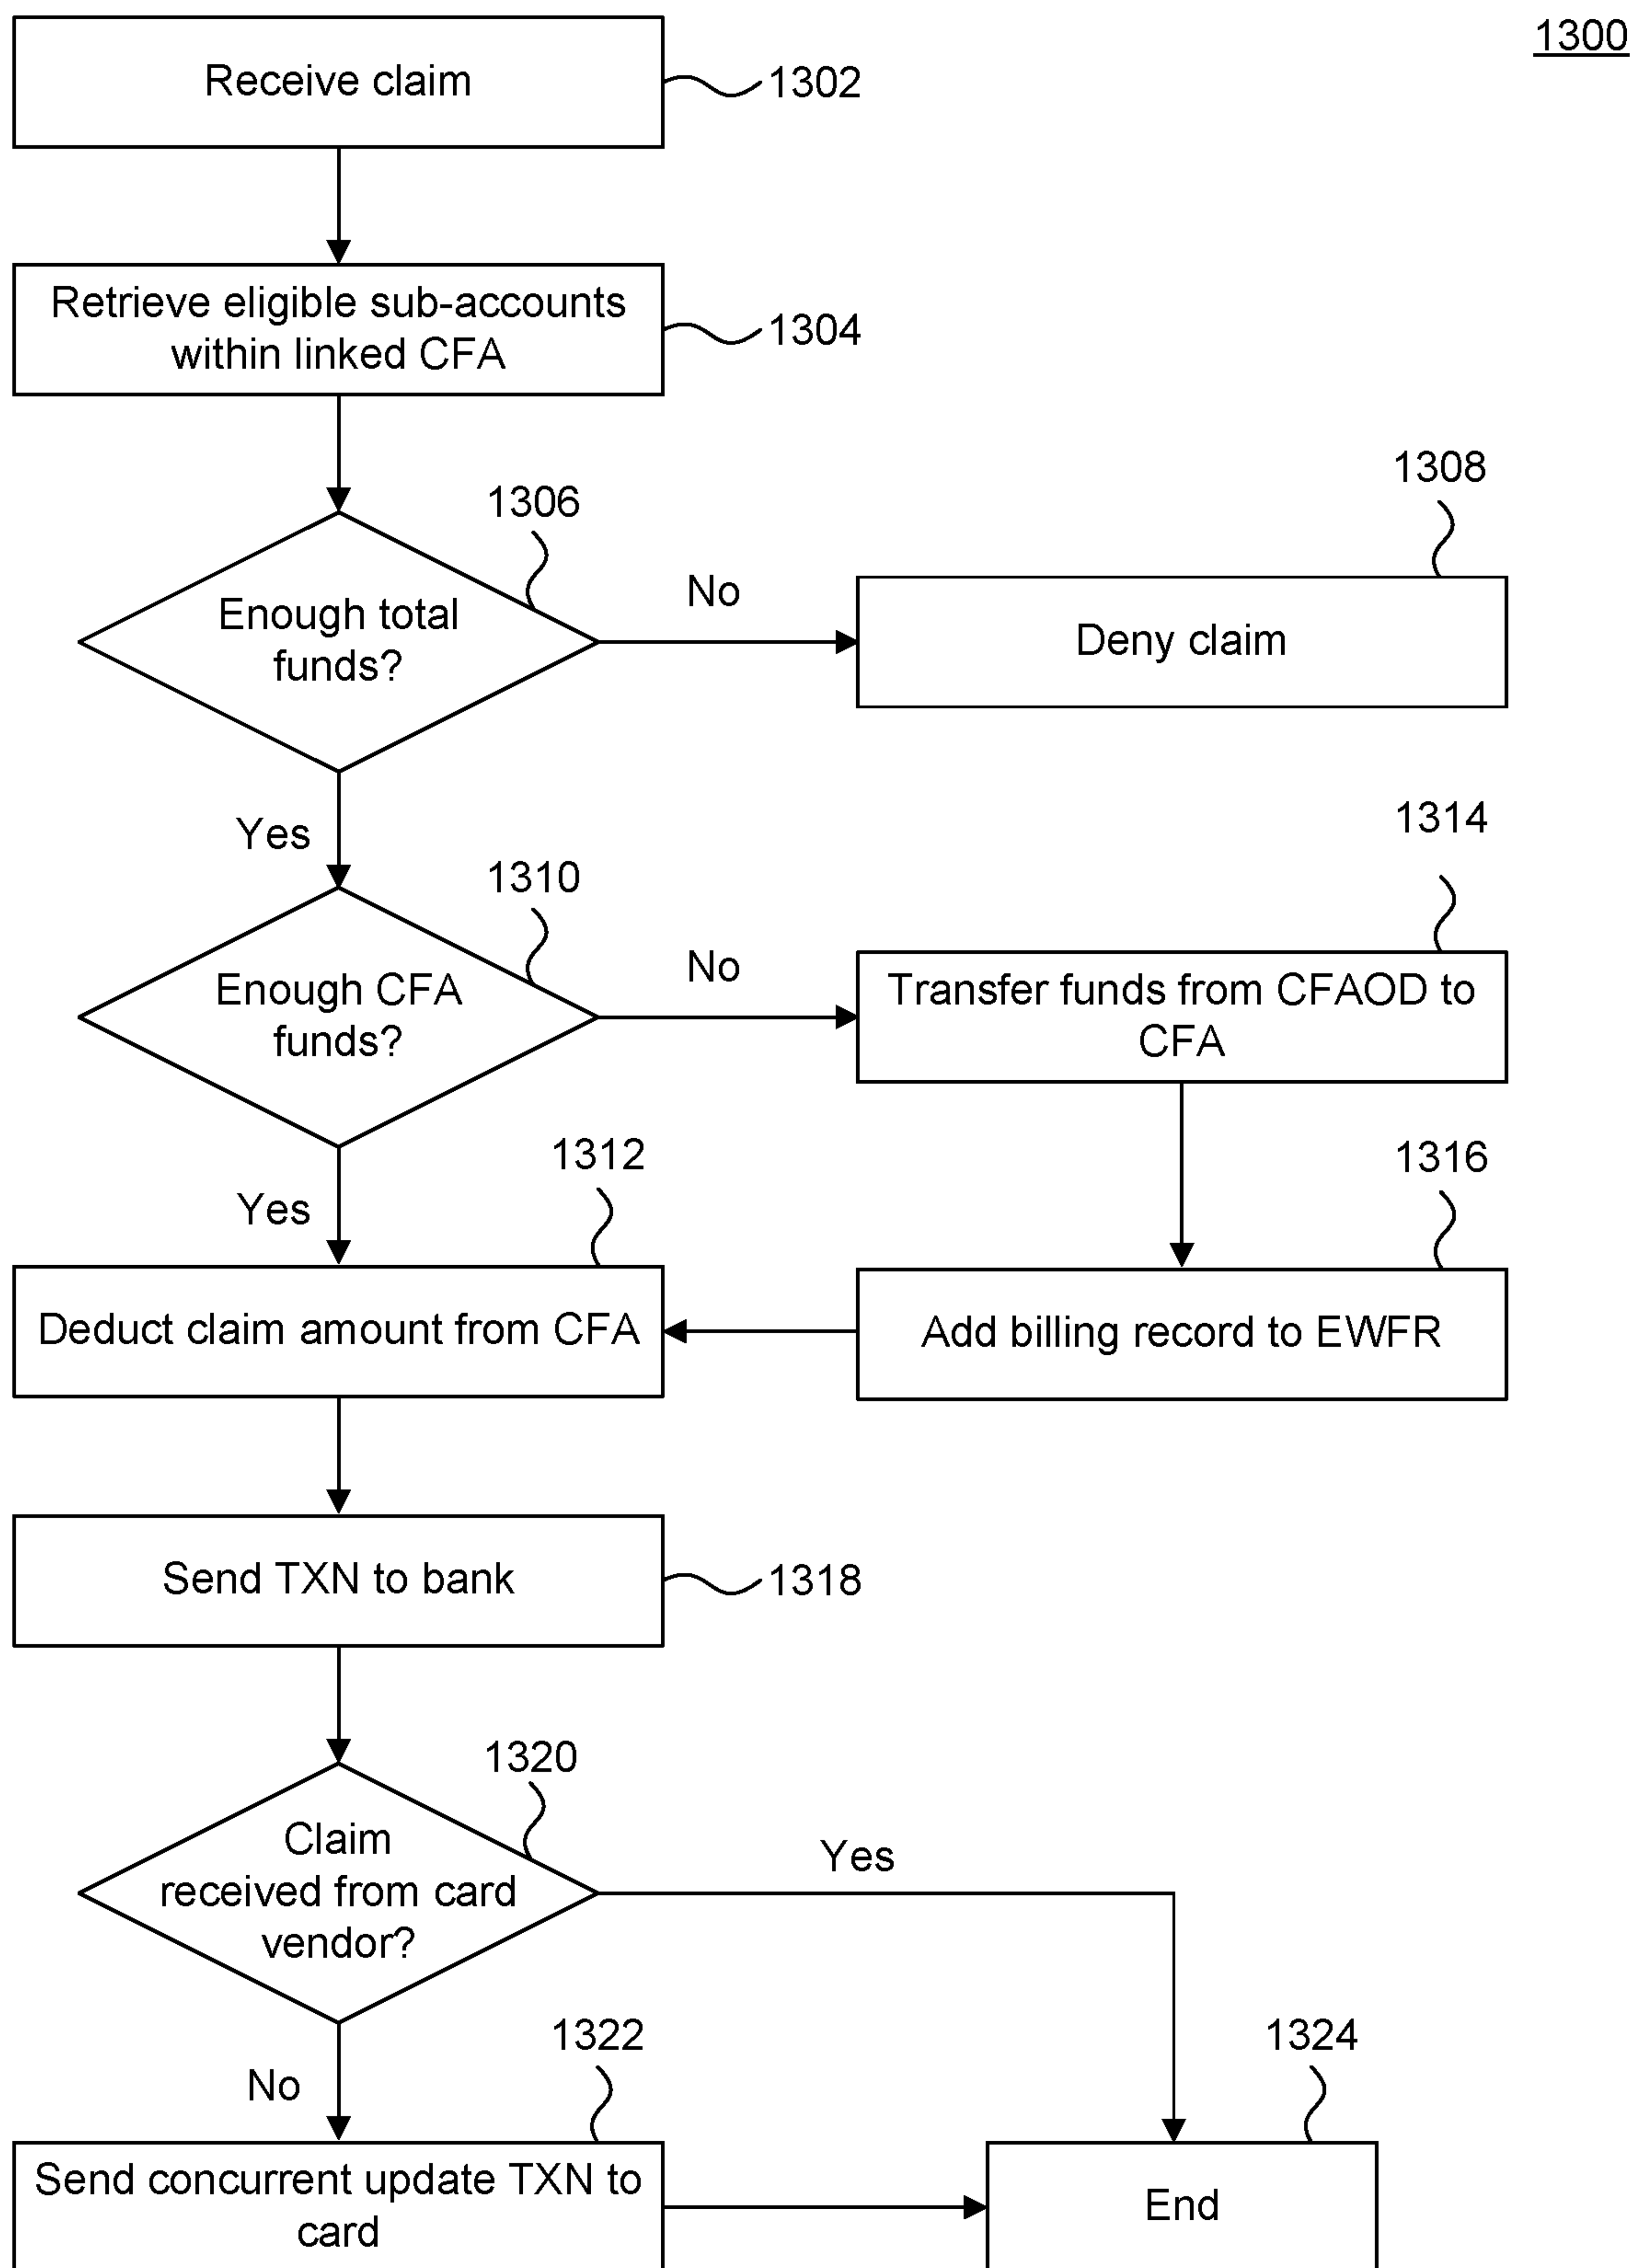 1300
Receive claim
1302
Retrieve eligible sub-accounts
within linked CFA
1304
1306
Enough total
funds?
No
1308
Deny claim
Yes
1310
Enough CFA
funds?
No
1314
Transfer funds from CFAOD to
CFA
Yes
1312
Deduct claim amount from CFA
1316
Add billing record to EWFR
Send TXN to bank
1318
1320
Claim
received from card
vendor?
Yes
No
1322
Send concurrent update TXN to
card
1324
End